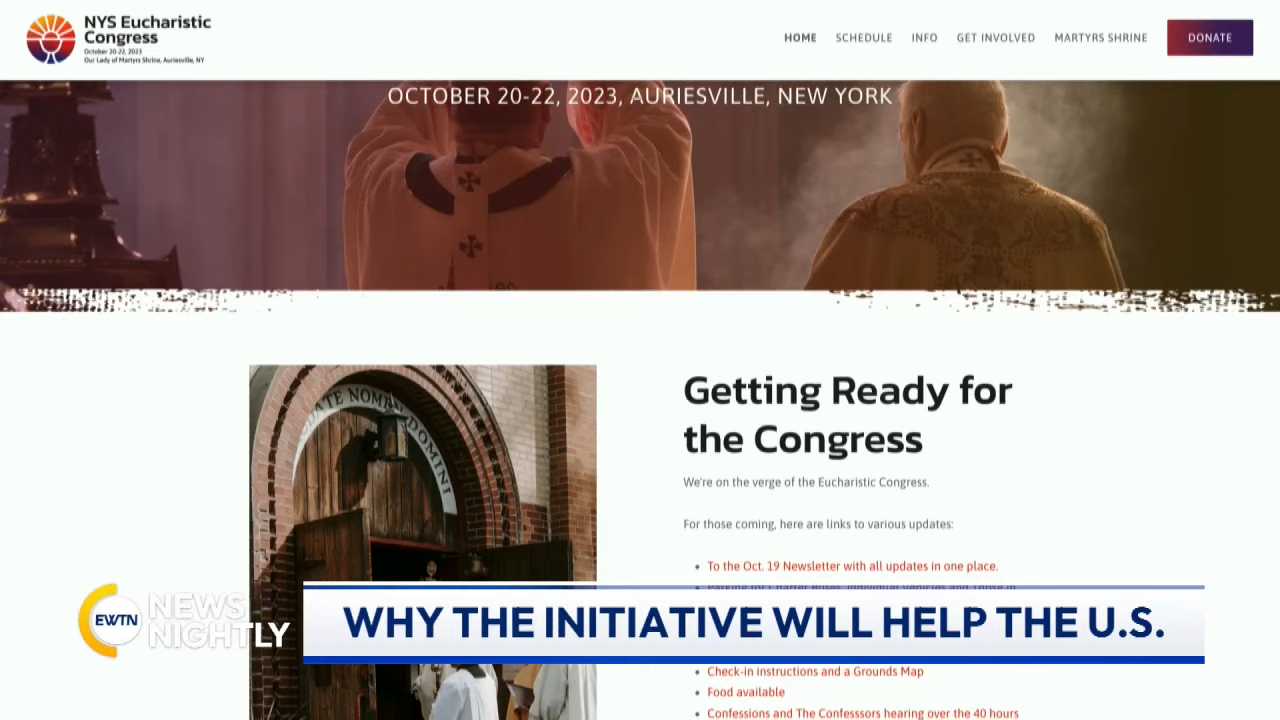 NYS Eucharistic
Congress
October 20-22, 2023
Our Lady of Martyrs Shrine, Auriesville, NY
HOME SCHEDULE INFO GET INVOLVED MARTYRS SHRINE DONATE
OCTOBER 20-22, 2023, AURIESVILLE, NEW YORK
DOMINI
Getting Ready for
the Congress
We're on the verge of the Eucharistic Congress.
For those coming, here are links to various updates:
• To the Oct. 19 Newsletter with all updates in one place.
EWTN NEWS
NIGHTLY
WHY THE INITIATIVE WILL HELP THE U.S.
• Check-in instructions and a Grounds Map
• Food available
• Confessions and The Confesssors hearing over the 40 hours